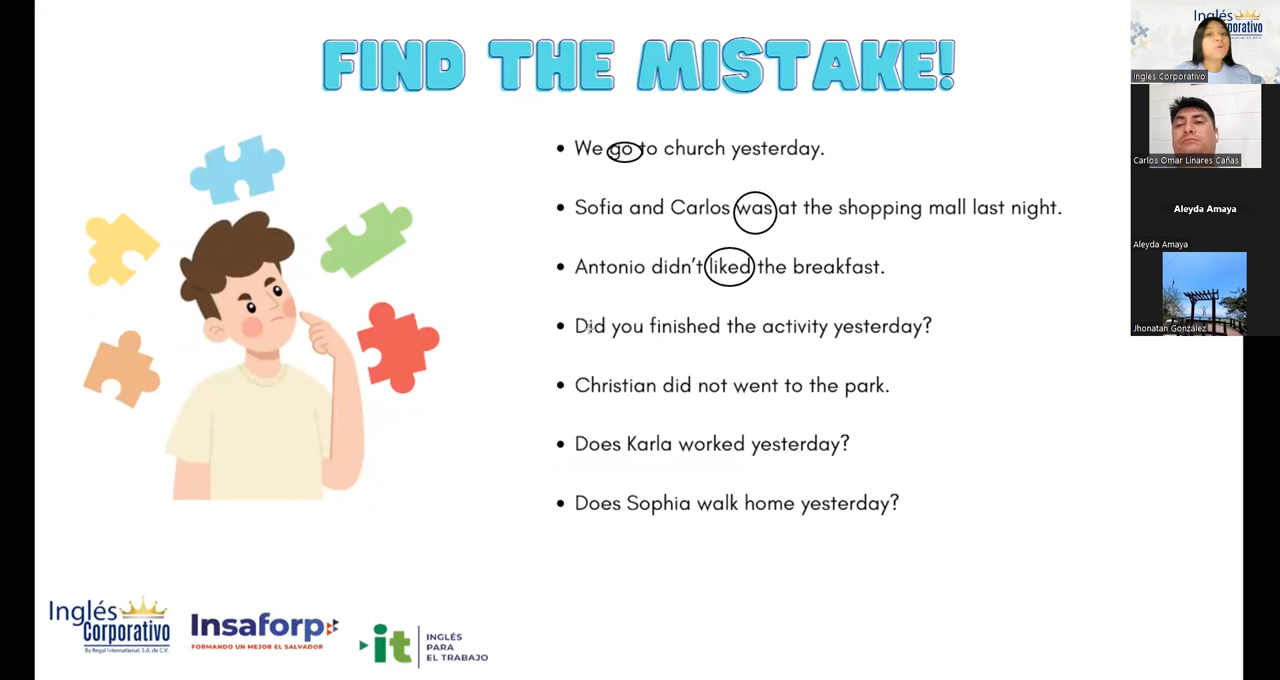 FIND THE MISTAKE!
We go to church yesterday.
Sofia and Carlos was at the shopping mall last night.
Antonio didn't liked the breakfast.
Did you finished the activity yesterday?
Christian did not went to the park.
Does Karla worked yesterday?
Does Sophia walk home yesterday?
Inglés
Corporativo
By Regal International, S.A. de C.V.
Insaforp
FORMANDO UN MEJOR EL SALVADOR
it
INGLÉS
PARA
EL TRABAJO
Inglés
Corporativo
Ingles Corporativo
Carlos Omar Linares Cañas
Aleyda Amaya
Aleyda Amaya
Jhonatan González